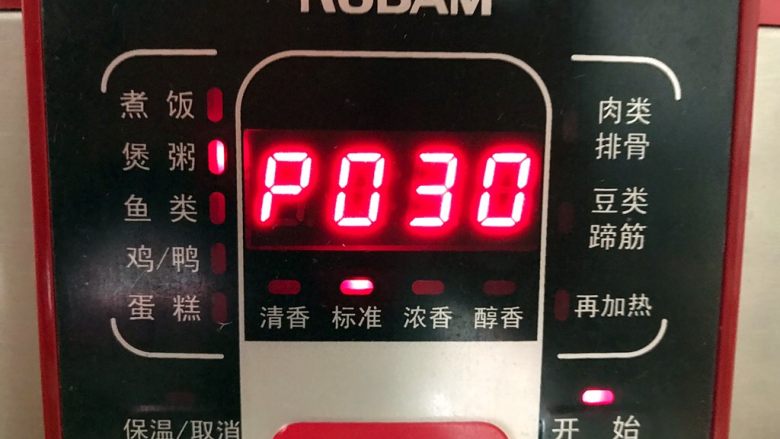 RUBAM
煮饭
煲粥
鱼类
鸡/鸭
蛋糕
P030
清香 标准 浓香 醇香
肉类
排骨
豆类
蹄筋
再加热
保温/取消
开始